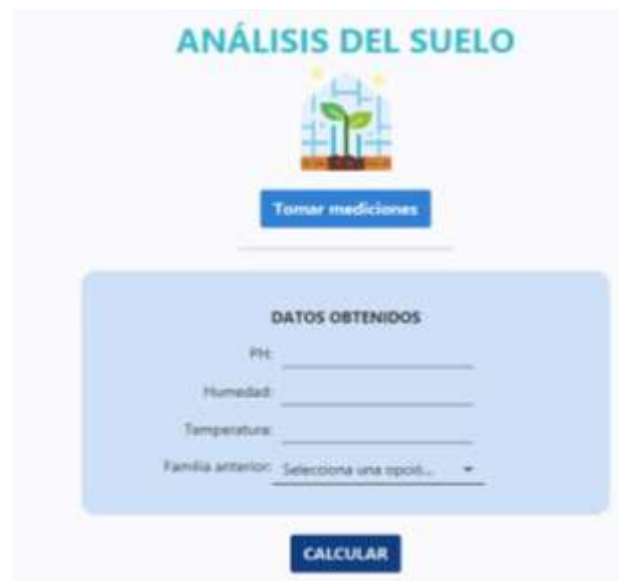 ANÁLISIS DEL SUELO
Tomar mediciones
DATOS OBTENIDOS
PH:
Humedad:
Temperatura:
Familia anterior: Selecciona una opció...
CALCULAR